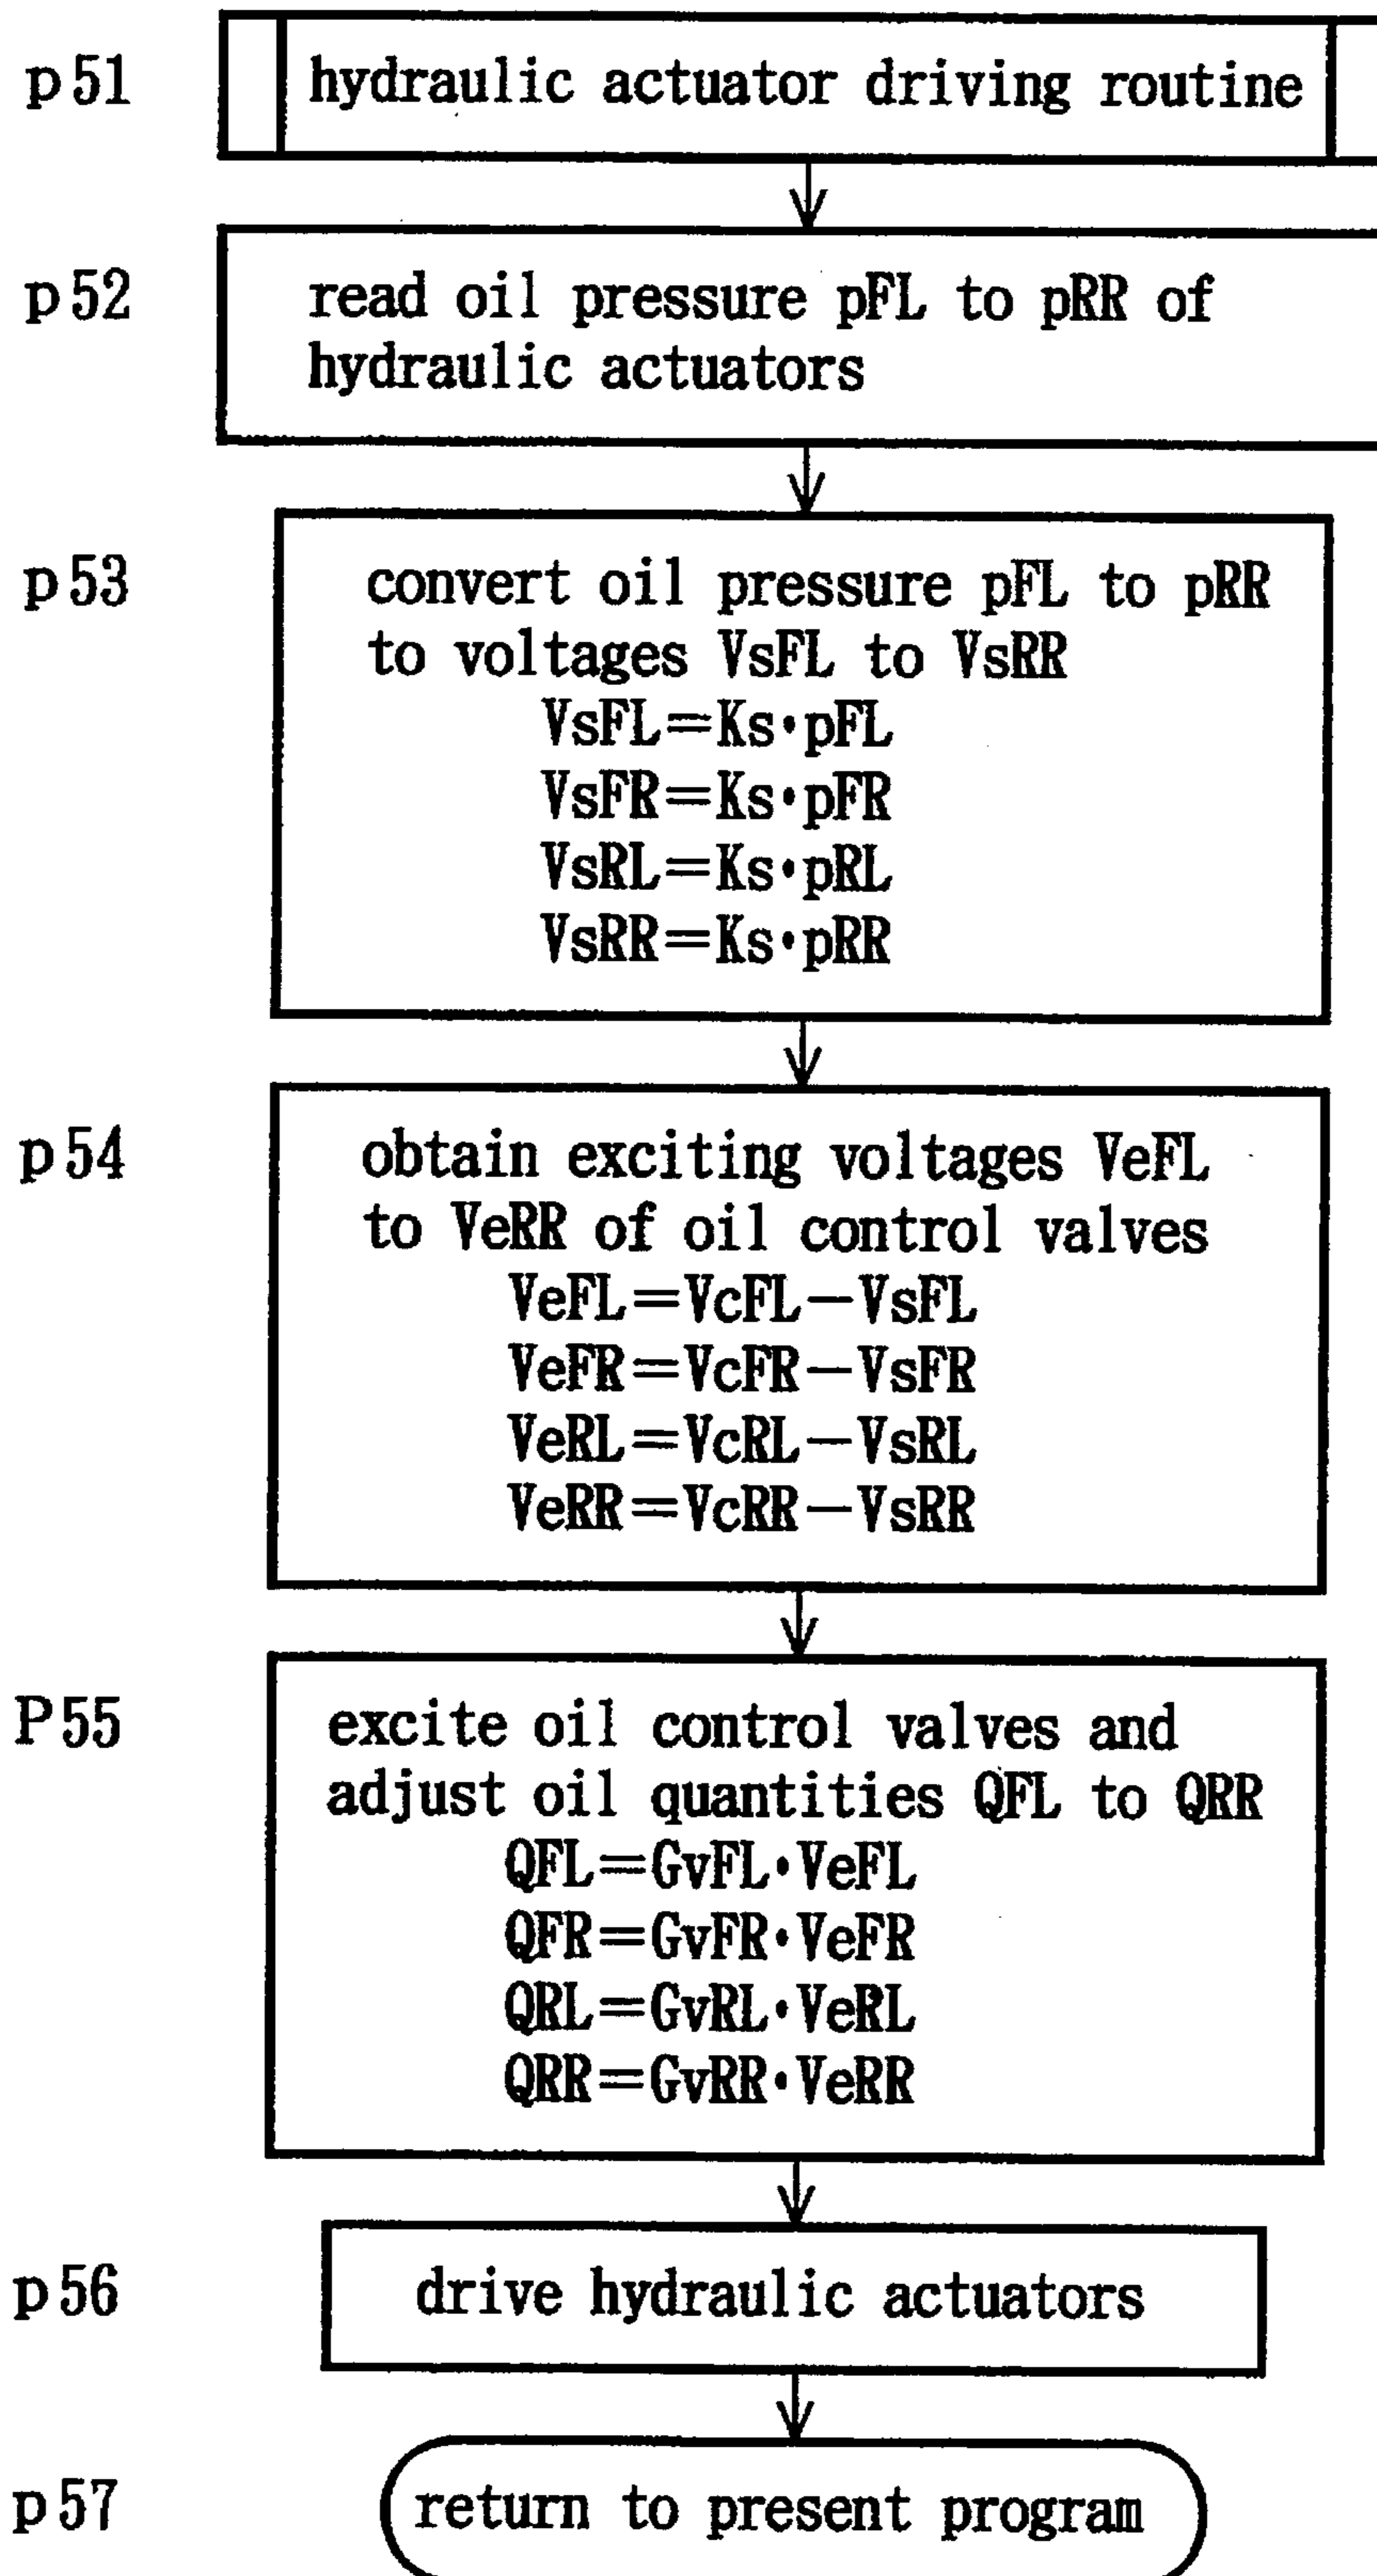 p51 hydraulic actuator driving routine
p52 read oil pressure pFL to pRR of
hydraulic actuators
p53 convert oil pressure pFL to pRR
to voltages VsFL to VsRR
VsFL=Ks·pFL
VsFR=Ks·pFR
VsRL=Ks·pRL
VsRR=Ks·pRR
p54 obtain exciting voltages VeFL
to VeRR of oil control valves
VeFL=VcFL−VsFL
VeFR=VcFR−VsFR
VeRL=VcRL−VsRL
VeRR=VcRR−VsRR
P55 excite oil control valves and
adjust oil quantities QFL to QRR
QFL=GvFL·VeFL
QFR=GvFR·VeFR
QRL=GvRL·VeRL
QRR=GvRR·VeRR
p56 drive hydraulic actuators
p57 return to present program